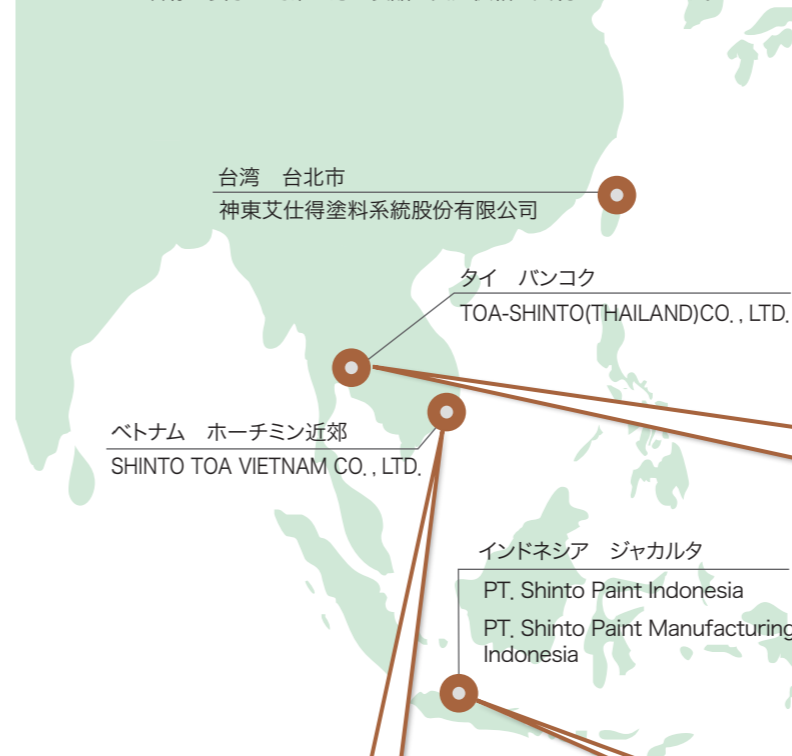 台湾　台北市
神東艾仕得塗料系統股份有限公司
タイ　バンコク
TOA-SHINTO(THAILAND)CO., LTD.
ベトナム　ホーチミン近郊
SHINTO TOA VIETNAM CO., LTD.
インドネシア　ジャカルタ
PT. Shinto Paint Indonesia
PT. Shinto Paint Manufacturing
Indonesia